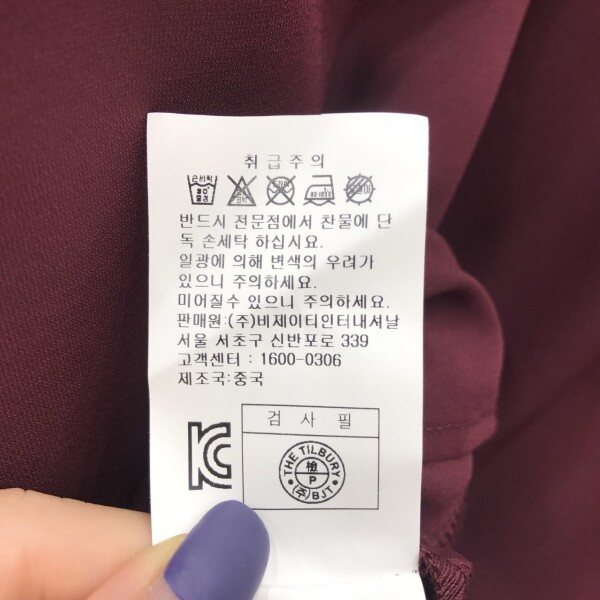 취급주의
손세탁
반드시 전문점에서 찬물에 단
독 손세탁 하십시요.
일광에 의해 변색의 우려가
있으니 주의하세요.
미어질수 있으니 주의하세요.
판매원:(주)비제이티인터내셔날
서울 서초구 신반포로 339
고객센터 : 1600-0306
제조국:중국
검 사 필
THE TILBURY
檢
P
(주)BJT